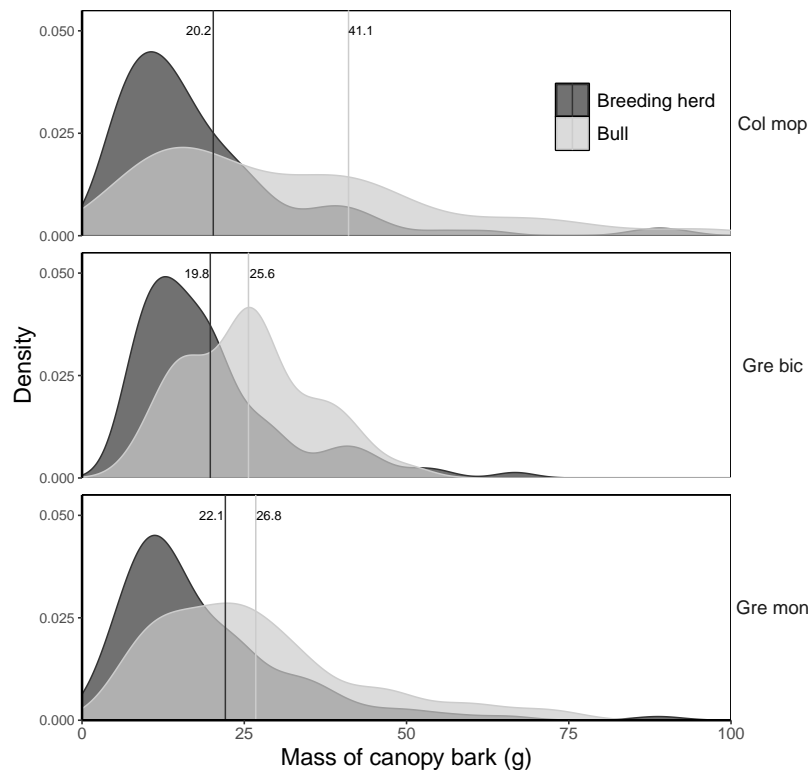 0.050
20.2
41.1
Breeding herd
Bull
Col mop
0.025
0.000
0.050
19.8
25.6
Density
Gre bic
0.025
0.000
0.050
22.1
26.8
Gre mon
0.025
0.000
0 25 50 75 100
Mass of canopy bark (g)